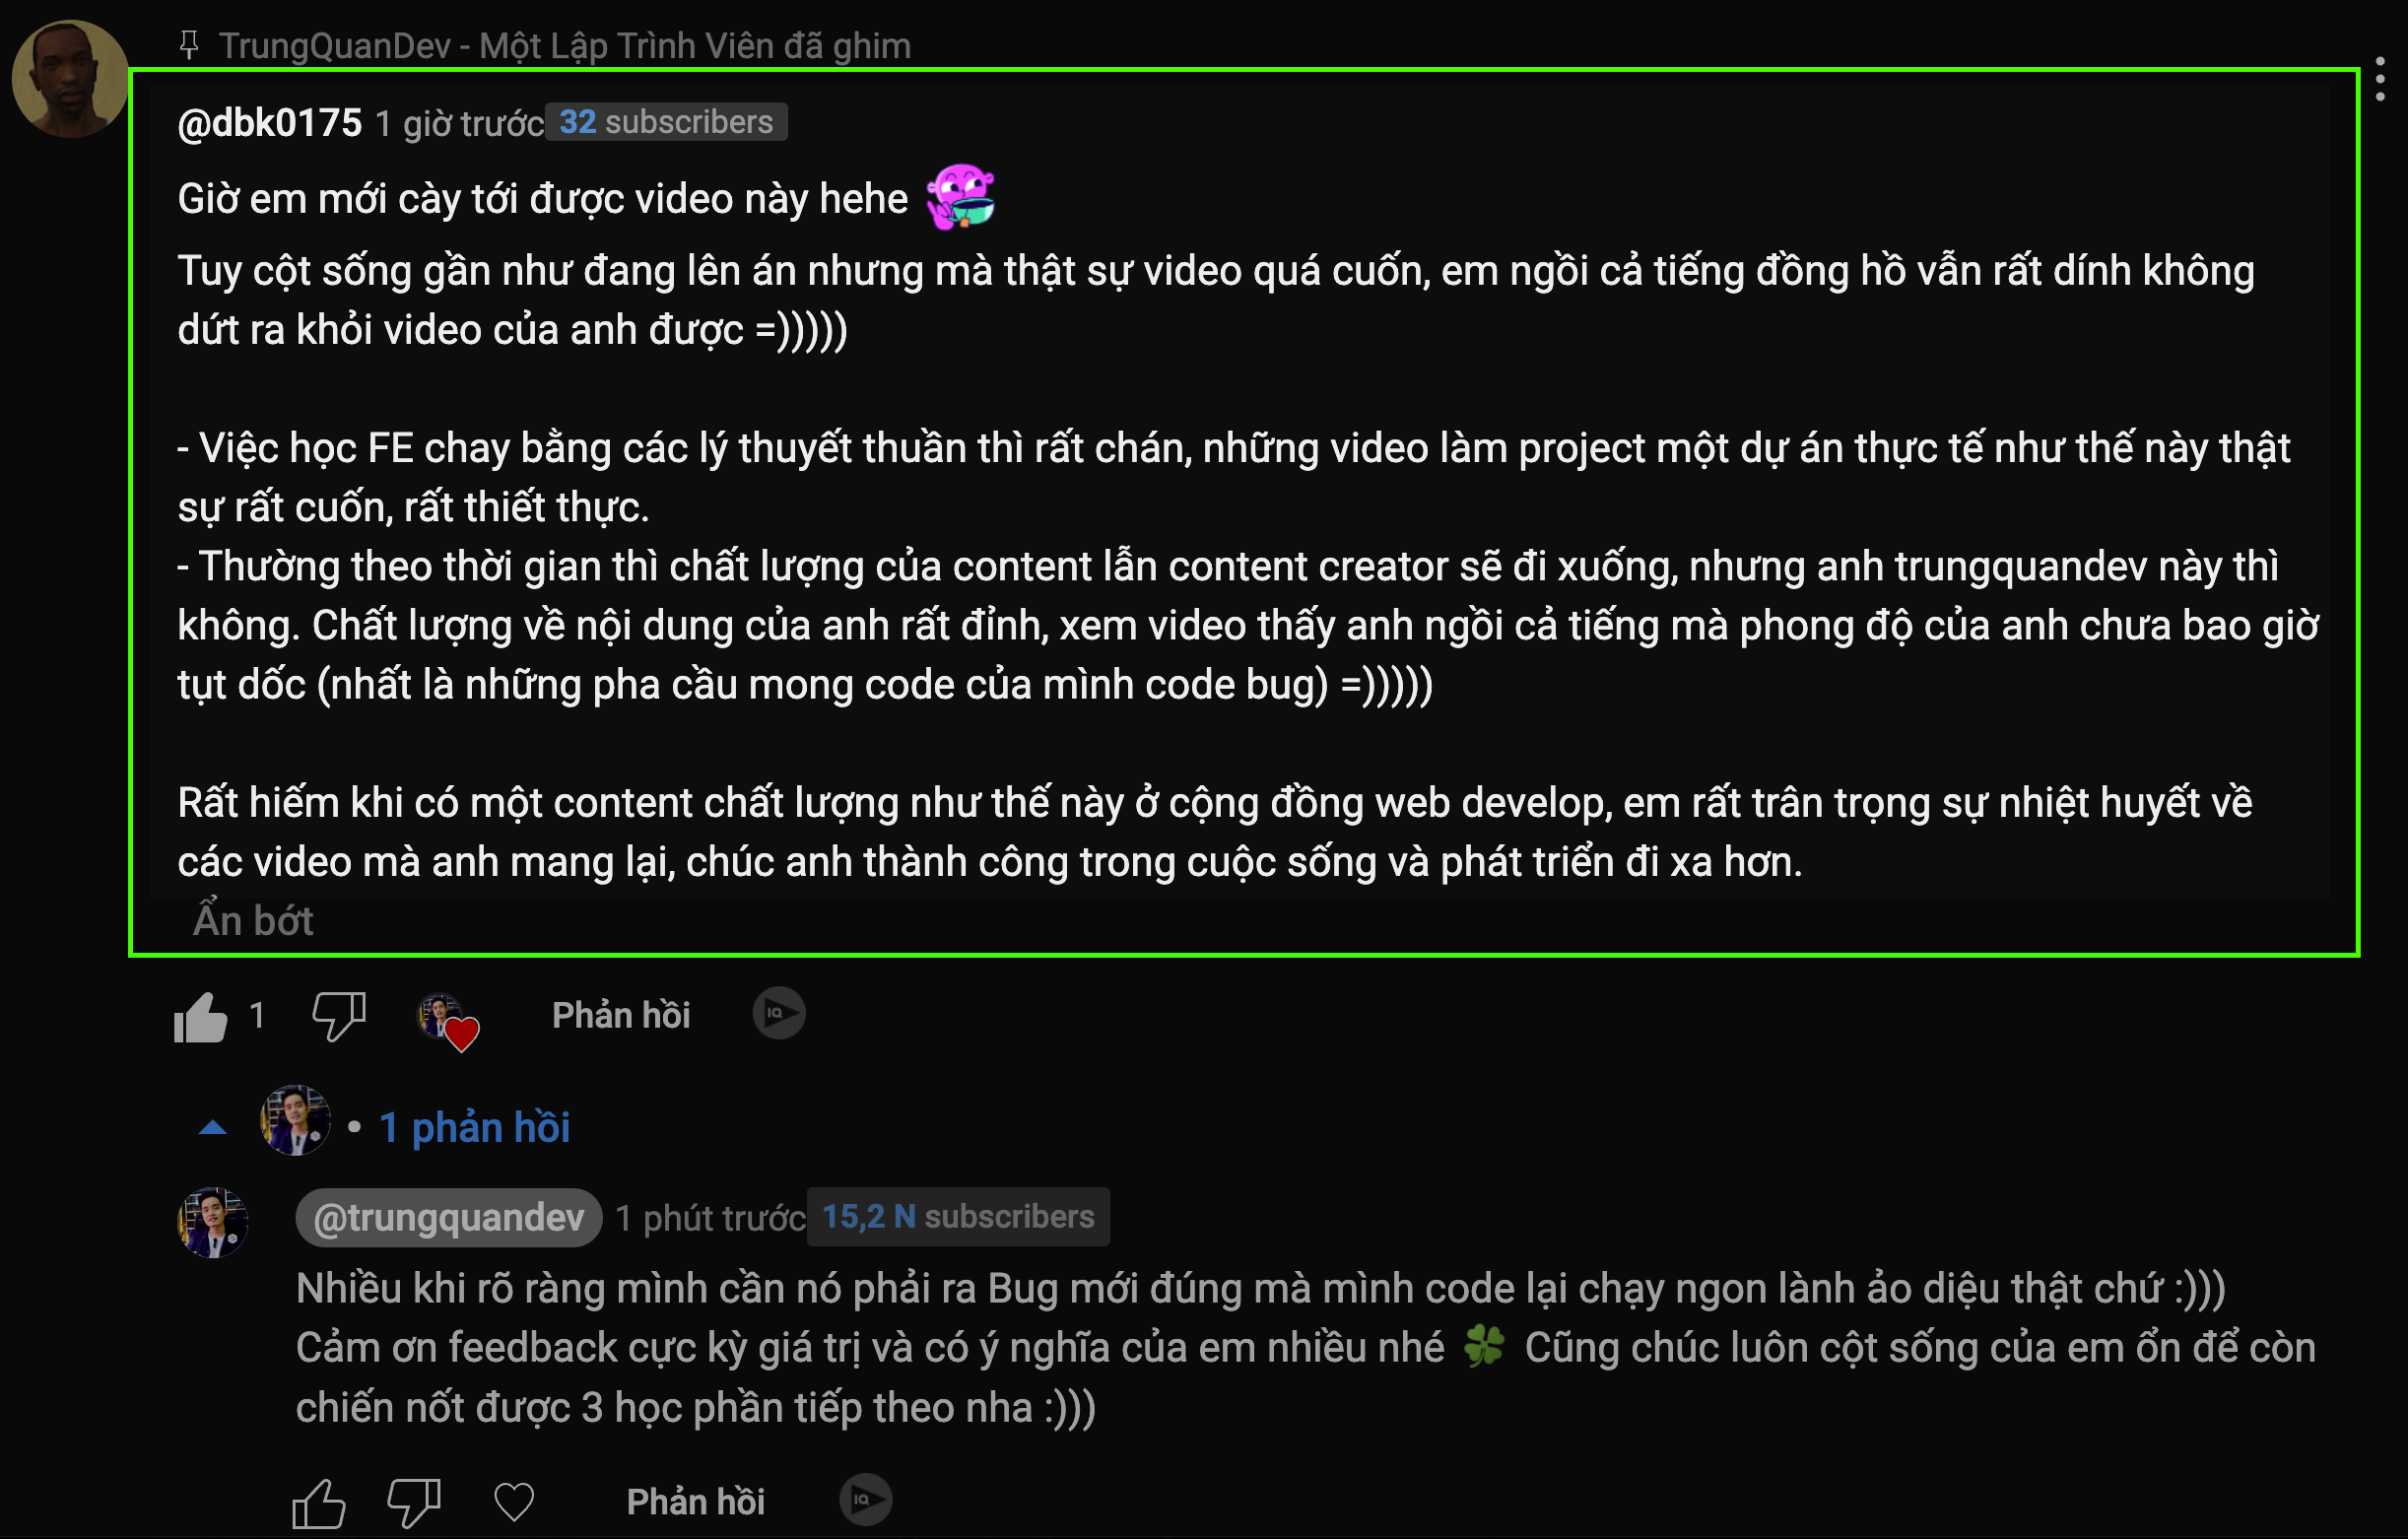 TrungQuanDev - Một Lập Trình Viên đã ghim
@dbk0175 1 giờ trước 32 subscribers
Giờ em mới cày tới được video này hehe
Tuy cột sống gần như đang lên án nhưng mà thật sự video quá cuốn, em ngồi cả tiếng đồng hồ vẫn rất dính không
dứt ra khỏi video của anh được =)))))
- Việc học FE chay bằng các lý thuyết thuần thì rất chán, những video làm project một dự án thực tế như thế này thật
sự rất cuốn, rất thiết thực.
- Thường theo thời gian thì chất lượng của content lẫn content creator sẽ đi xuống, nhưng anh trungquandev này thì
không. Chất lượng về nội dung của anh rất đỉnh, xem video thấy anh ngồi cả tiếng mà phong độ của anh chưa bao giờ
tụt dốc (nhất là những pha cầu mong code của mình code bug) =)))))
Rất hiếm khi có một content chất lượng như thế này ở cộng đồng web develop, em rất trân trọng sự nhiệt huyết về
các video mà anh mang lại, chúc anh thành công trong cuộc sống và phát triển đi xa hơn.
Ẩn bớt
1 Phản hồi IQ
• 1 phản hồi
@trungquandev 1 phút trước 15,2 N subscribers
Nhiều khi rõ ràng mình cần nó phải ra Bug mới đúng mà mình code lại chạy ngon lành ảo diệu thật chứ :)))
Cảm ơn feedback cực kỳ giá trị và có ý nghĩa của em nhiều nhé 🍀 Cũng chúc luôn cột sống của em ổn để còn
chiến nốt được 3 học phần tiếp theo nha :)))
Phản hồi IQ